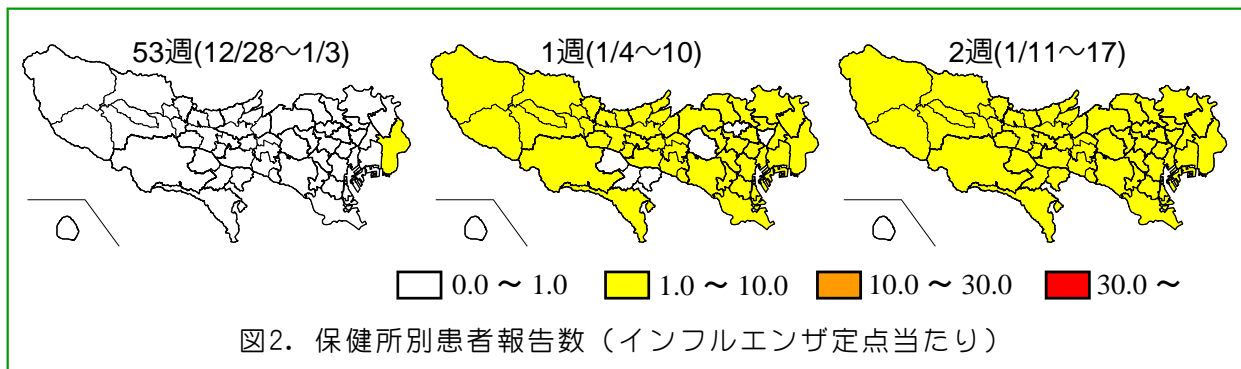 53週(12/28～1/3)
1週(1/4～10)
2週(1/11～17)
0.0 ～ 1.0
1.0 ～ 10.0
10.0 ～ 30.0
30.0 ～
図2. 保健所別患者報告数（インフルエンザ定点当たり）